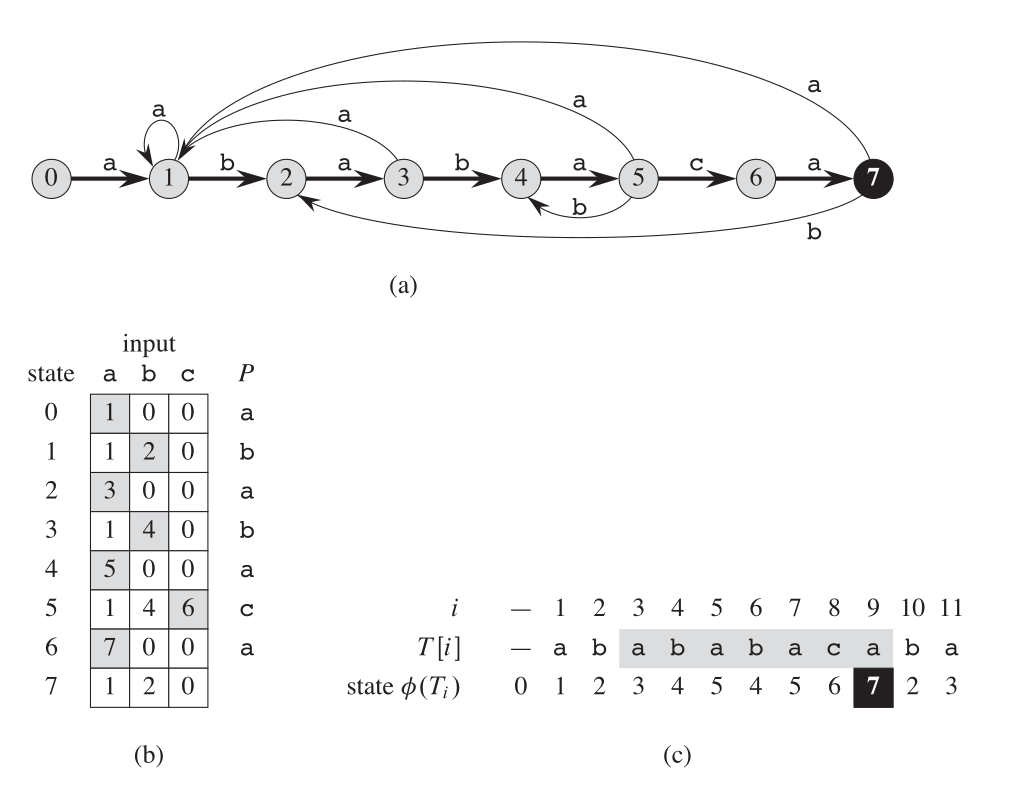 a
a
a
a
0 a 1 b 2 a 3 b 4 a 5 c 6 a 7
b
b
(a)
input
state a b c P
0 1 0 0 a
1 1 2 0 b
2 3 0 0 a
3 1 4 0 b
4 5 0 0 a
5 1 4 6 c
6 7 0 0 a
7 1 2 0
(b)
i — 1 2 3 4 5 6 7 8 9 10 11
T[i] — a b a b a b a c a b a
state ϕ(Tᵢ) 0 1 2 3 4 5 4 5 6 7 2 3
(c)